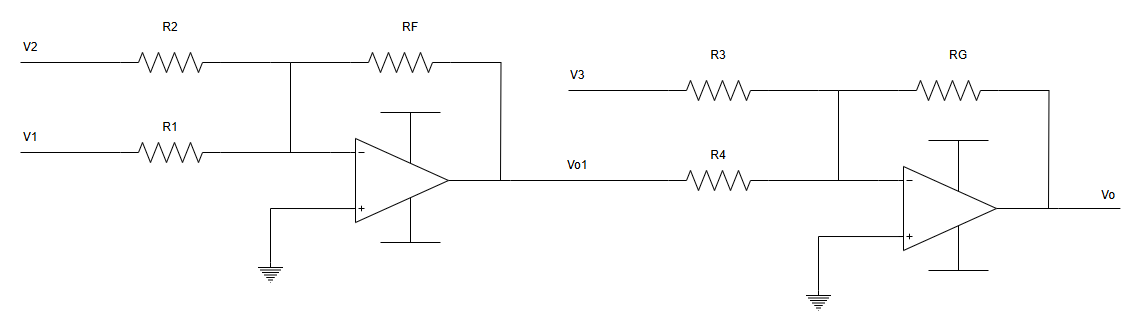 R2
RF
V2
R3
RG
V3
R1
V1
R4
Vo1
−
+
−
+
Vo